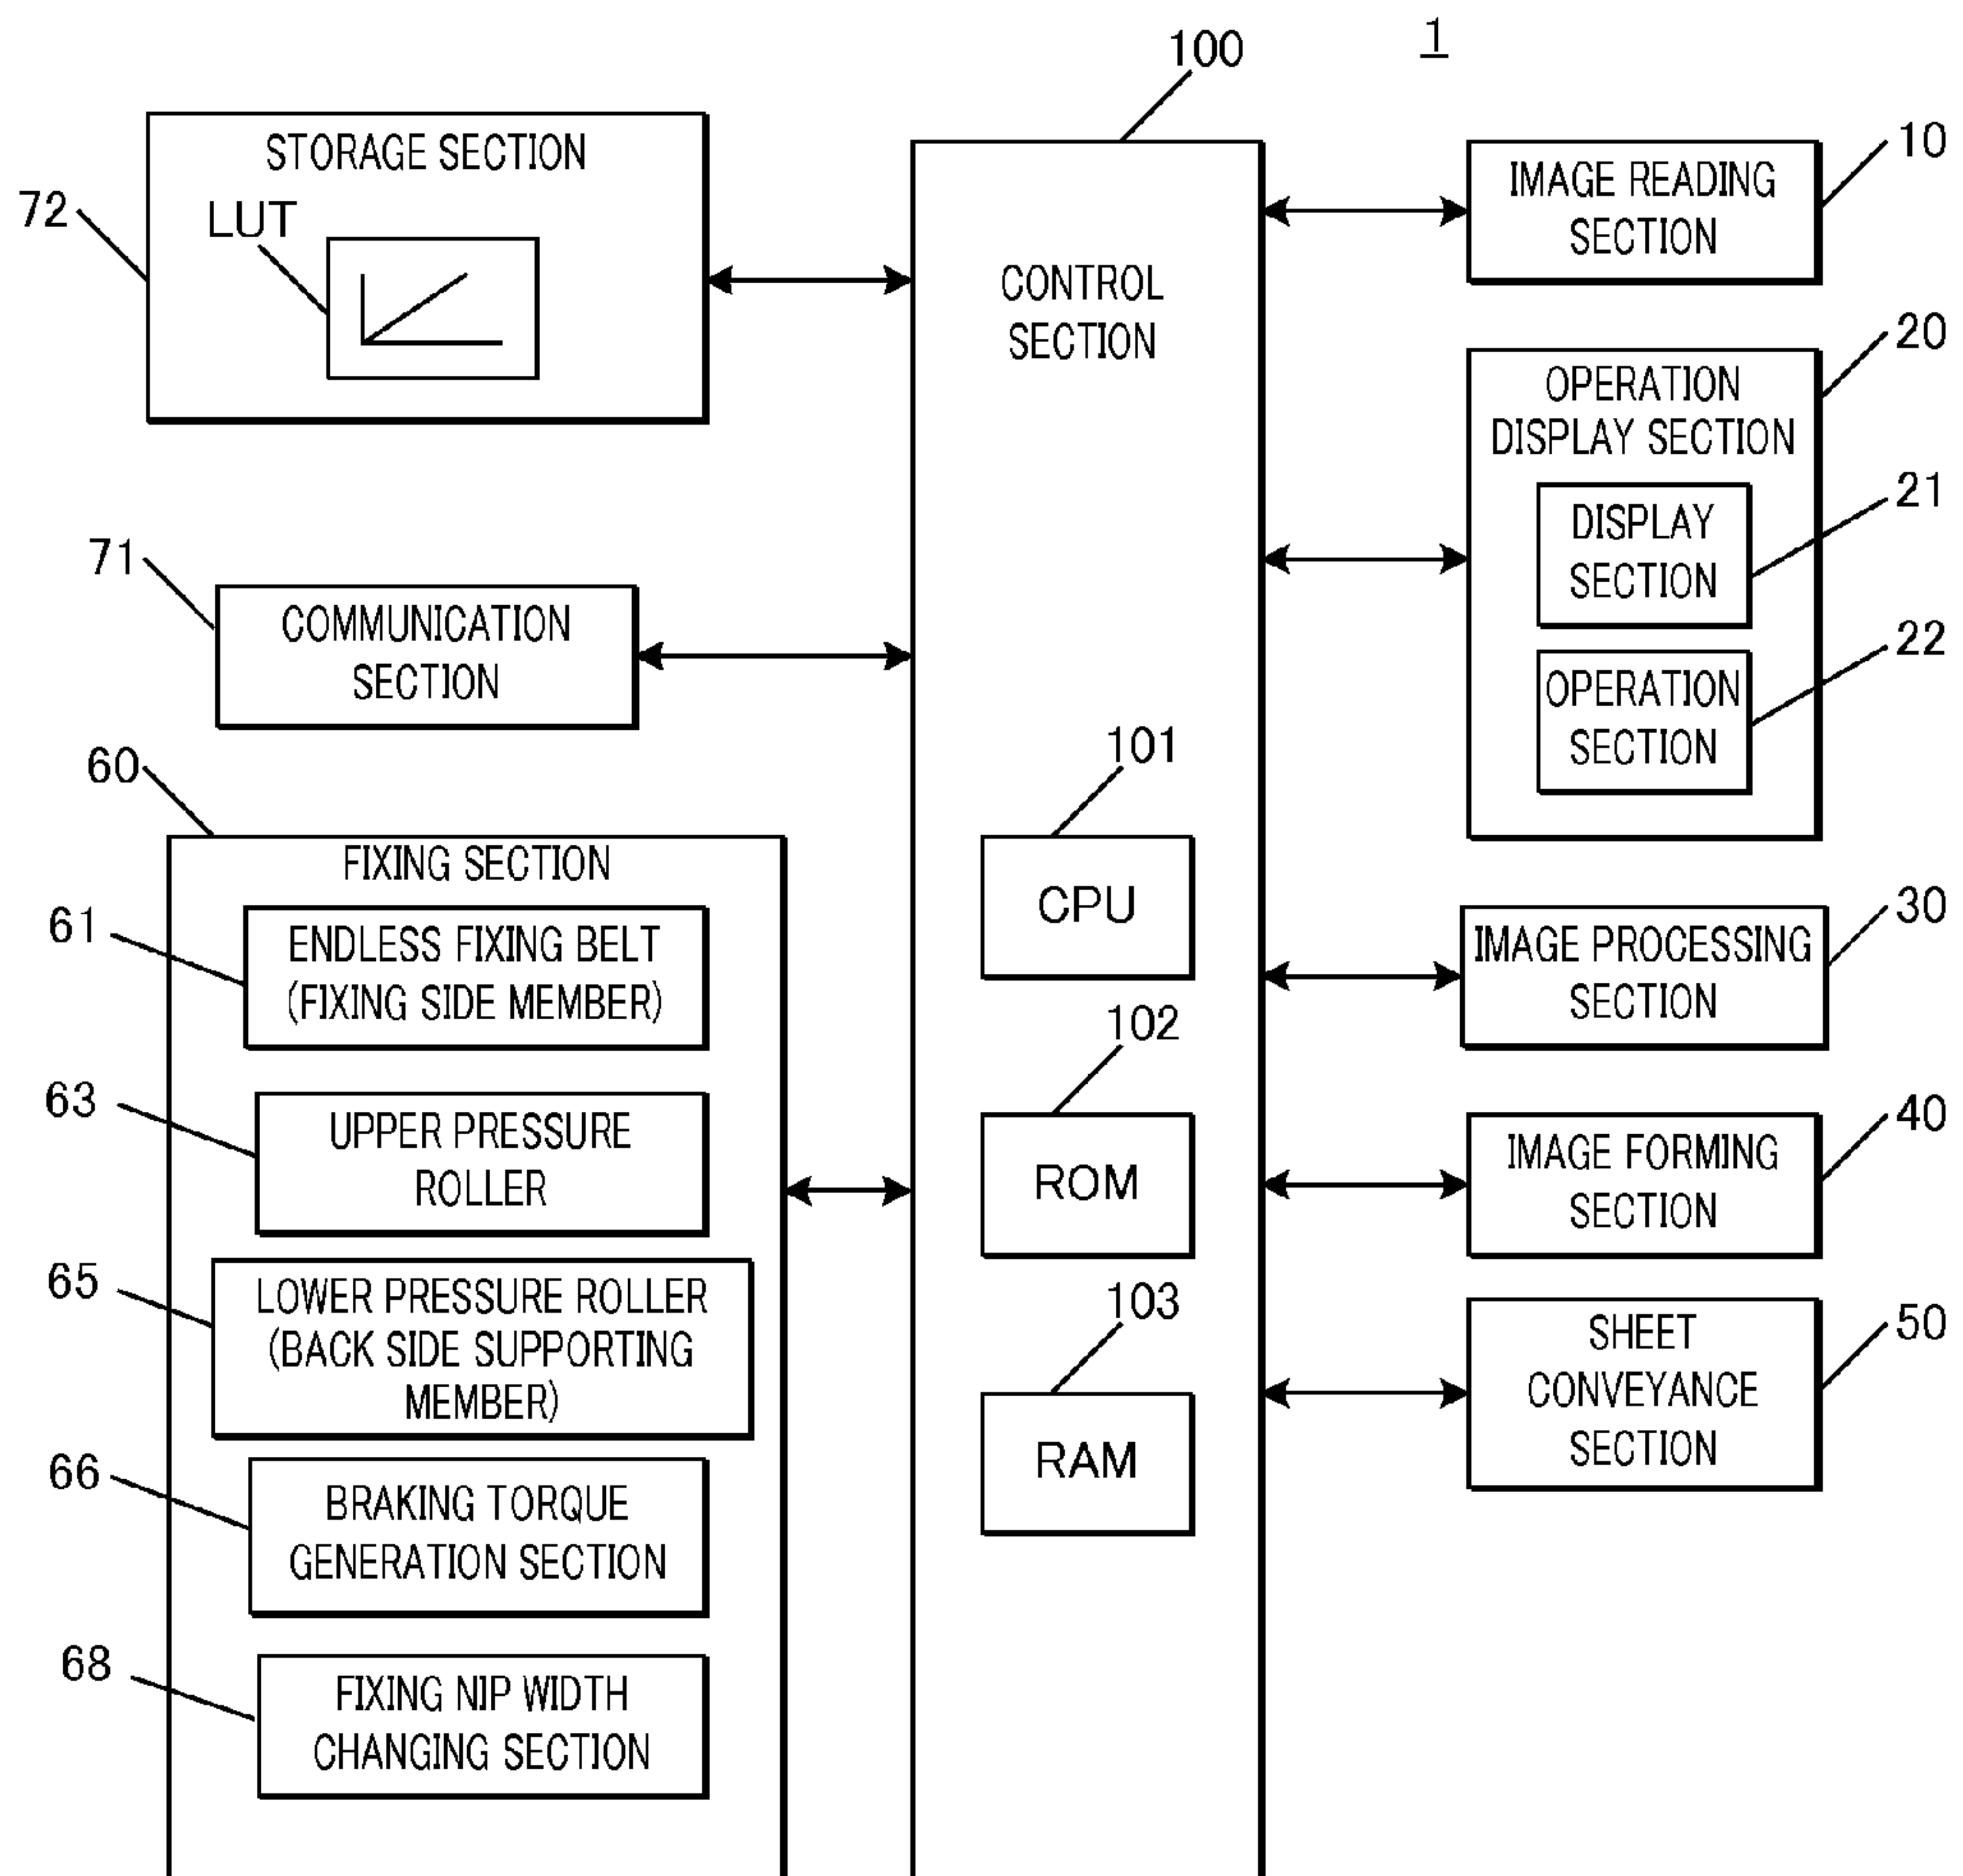 1
100
STORAGE SECTION
72
LUT
CONTROL
SECTION
10
IMAGE READING
SECTION
20
OPERATION
DISPLAY SECTION
21
DISPLAY
SECTION
22
OPERATION
SECTION
71
COMMUNICATION
SECTION
60
FIXING SECTION
61
ENDLESS FIXING BELT
(FIXING SIDE MEMBER)
63
UPPER PRESSURE
ROLLER
65
LOWER PRESSURE ROLLER
(BACK SIDE SUPPORTING
MEMBER)
66
BRAKING TORQUE
GENERATION SECTION
68
FIXING NIP WIDTH
CHANGING SECTION
101
CPU
102
ROM
103
RAM
30
IMAGE PROCESSING
SECTION
40
IMAGE FORMING
SECTION
50
SHEET
CONVEYANCE
SECTION